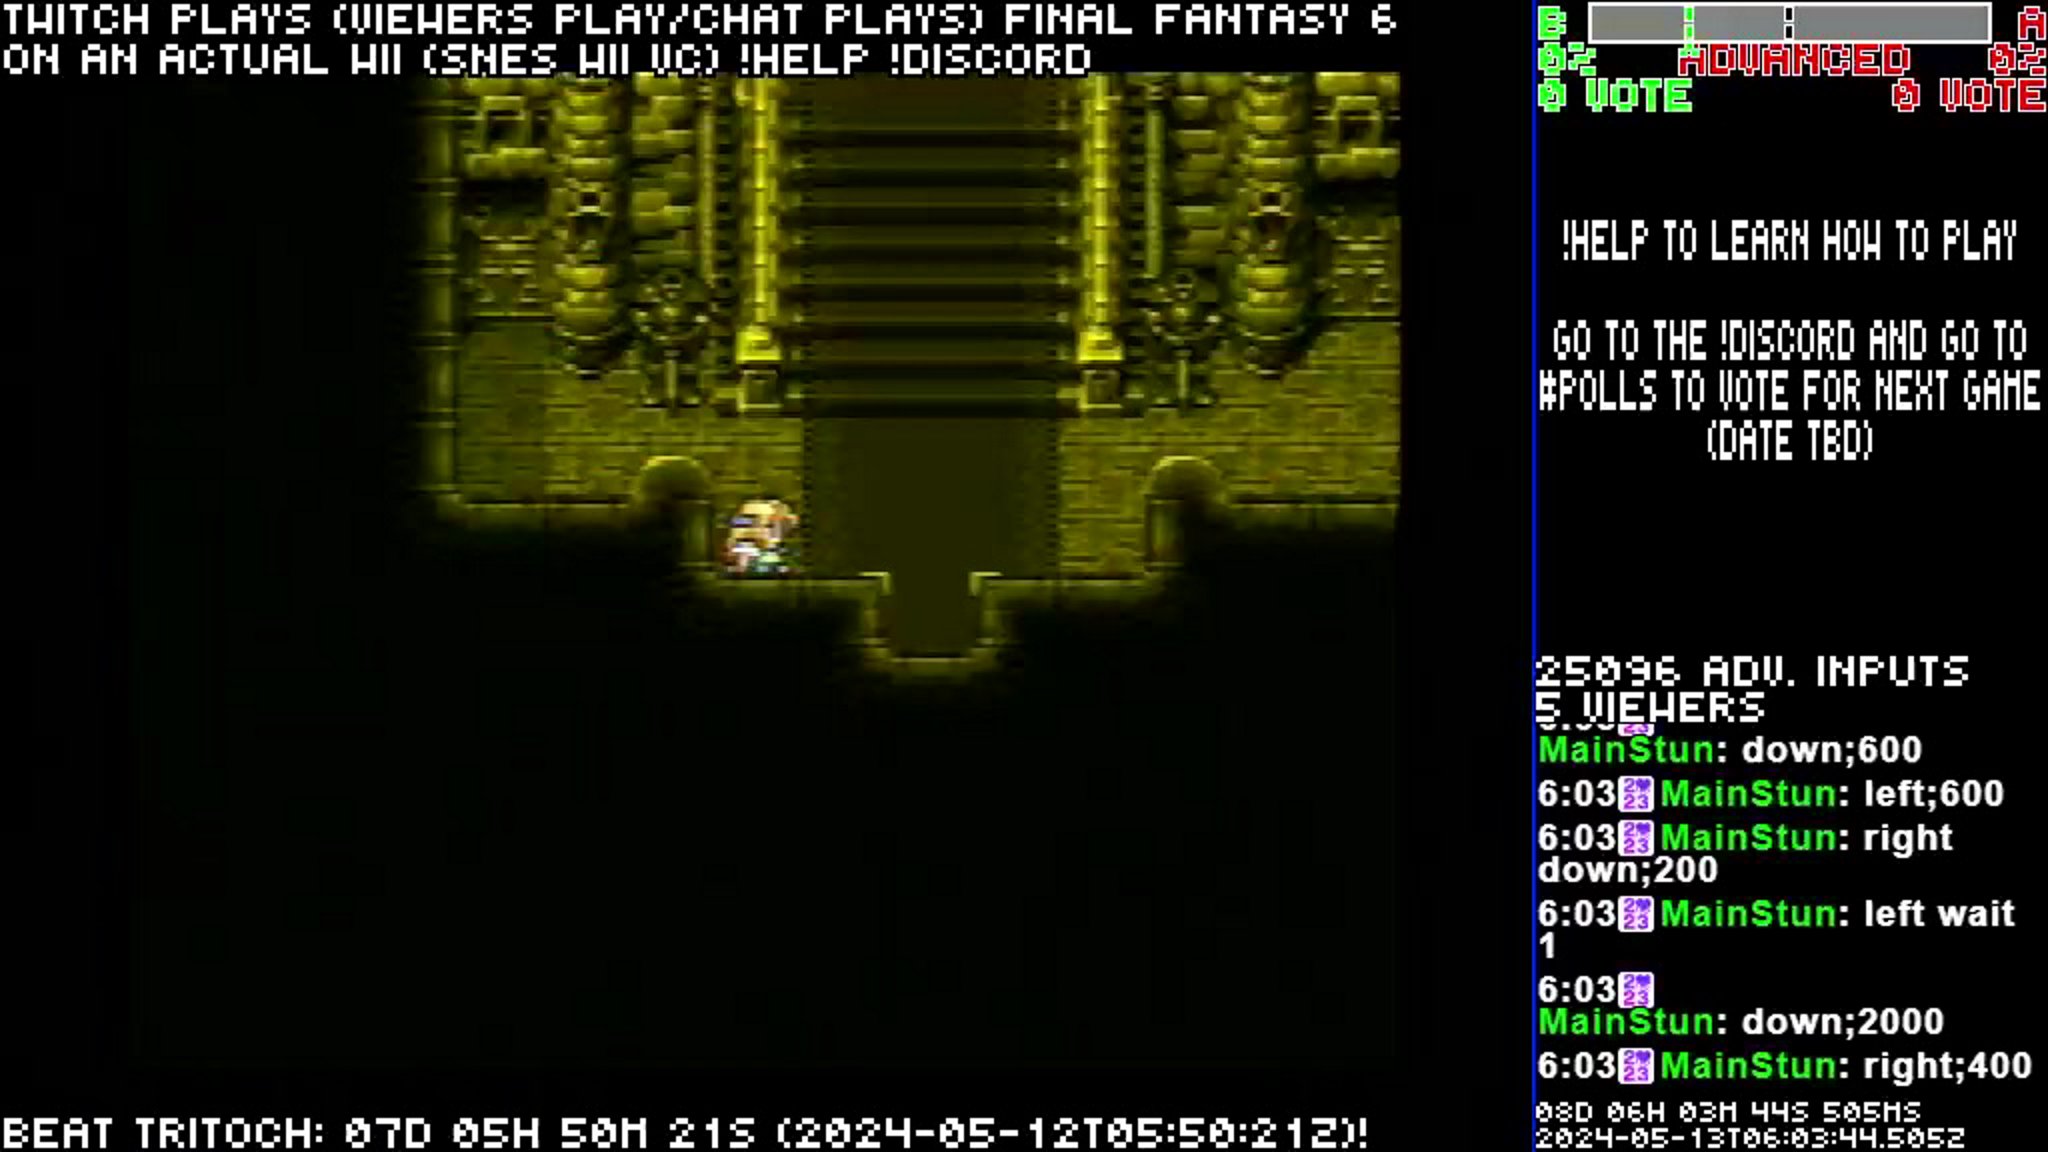 TWITCH PLAYS (VIEWERS PLAY/CHAT PLAYS) FINAL FANTASY 6
ON AN ACTUAL WII (SNES WII VC) !HELP !DISCORD
B A
0% ADVANCED 0%
0 VOTE 0 VOTE
!HELP TO LEARN HOW TO PLAY
GO TO THE !DISCORD AND GO TO
#POLLS TO VOTE FOR NEXT GAME
(DATE TBD)
25096 ADV. INPUTS
5 VIEWERS
MainStun: down;600
6:03 MainStun: left;600
6:03 MainStun: right
down;200
6:03 MainStun: left wait
1
6:03
MainStun: down;2000
6:03 MainStun: right;400
08D 06H 03M 44S 505MS
2024-05-13T06:03:44.505Z
BEAT TRITOCH: 07D 05H 50M 21S (2024-05-12T05:50:21Z)!